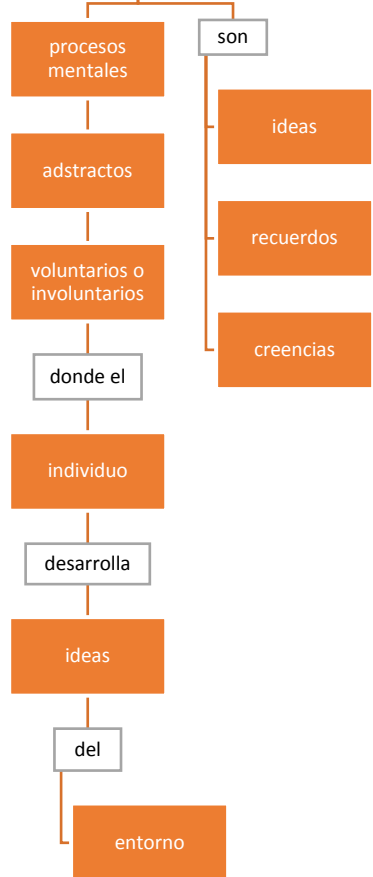 procesos
mentales
adstractos
voluntarios o
involuntarios
donde el
individuo
desarrolla
ideas
del
entorno
son
ideas
recuerdos
creencias